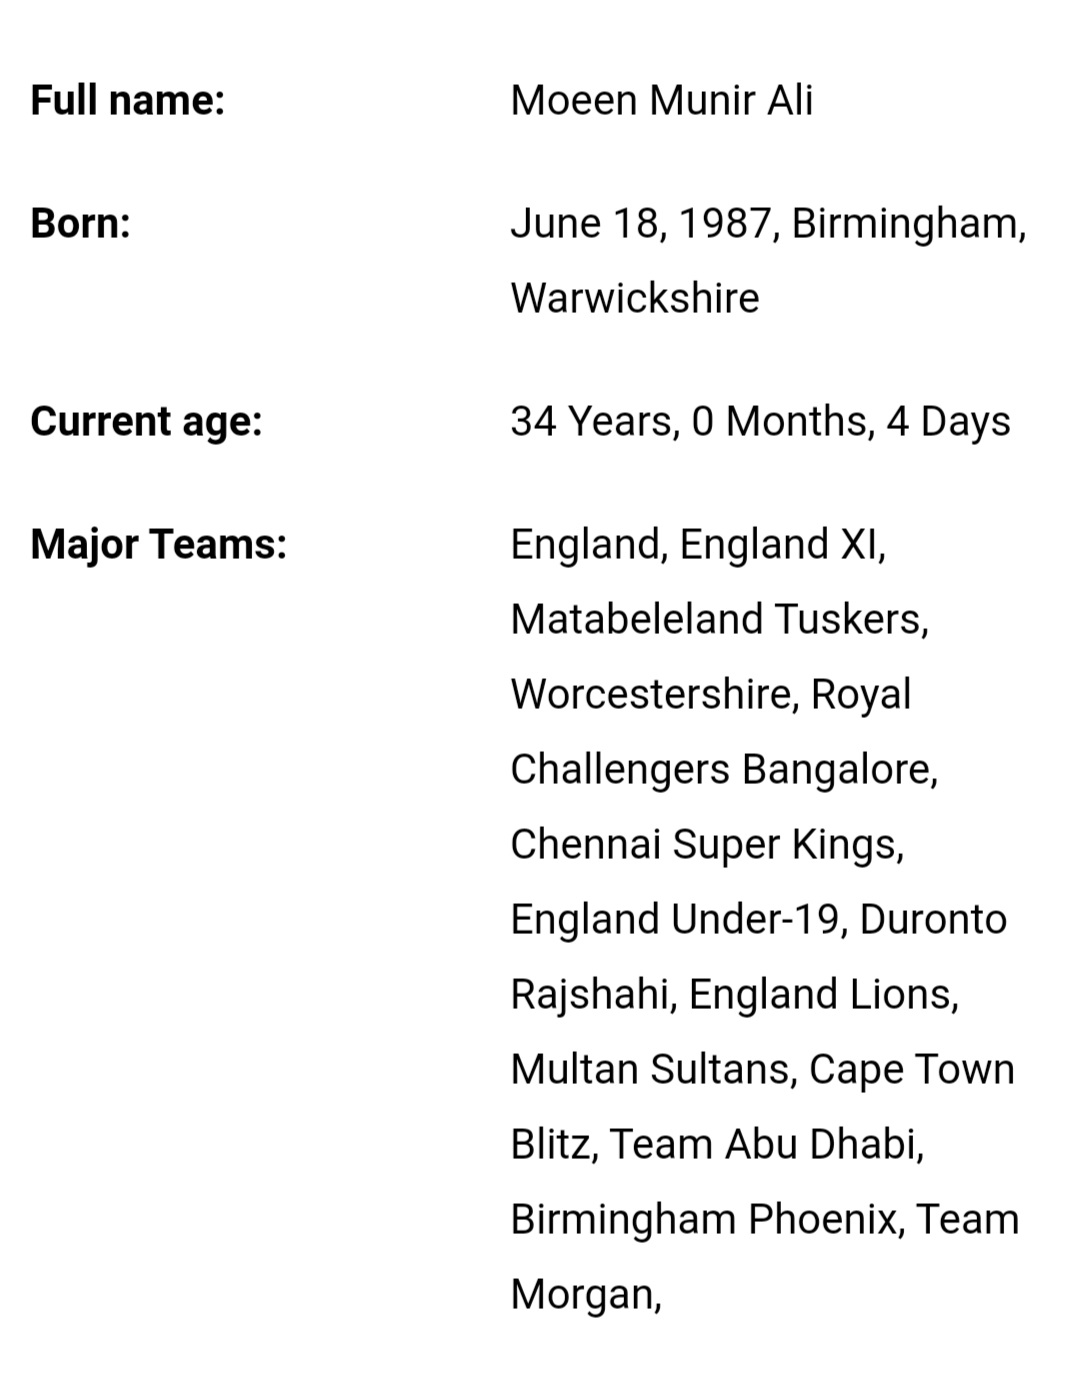 Full name: Moeen Munir Ali
Born: June 18, 1987, Birmingham,
Warwickshire
Current age: 34 Years, 0 Months, 4 Days
Major Teams: England, England XI,
Matabeleland Tuskers,
Worcestershire, Royal
Challengers Bangalore,
Chennai Super Kings,
England Under-19, Duronto
Rajshahi, England Lions,
Multan Sultans, Cape Town
Blitz, Team Abu Dhabi,
Birmingham Phoenix, Team
Morgan,